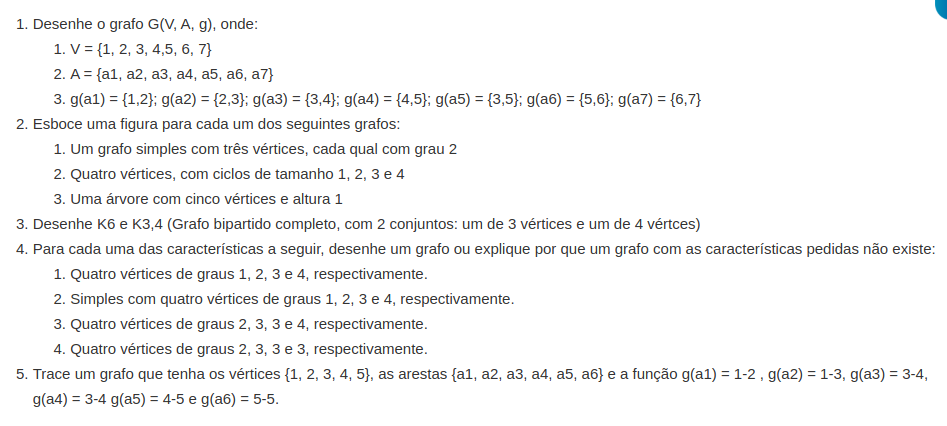 1. Desenhe o grafo G(V, A, g), onde:
1. V = {1, 2, 3, 4,5, 6, 7}
2. A = {a1, a2, a3, a4, a5, a6, a7}
3. g(a1) = {1,2}; g(a2) = {2,3}; g(a3) = {3,4}; g(a4) = {4,5}; g(a5) = {3,5}; g(a6) = {5,6}; g(a7) = {6,7}
2. Esboce uma figura para cada um dos seguintes grafos:
1. Um grafo simples com três vértices, cada qual com grau 2
2. Quatro vértices, com ciclos de tamanho 1, 2, 3 e 4
3. Uma árvore com cinco vértices e altura 1
3. Desenhe K6 e K3,4 (Grafo bipartido completo, com 2 conjuntos: um de 3 vértices e um de 4 vértces)
4. Para cada uma das características a seguir, desenhe um grafo ou explique por que um grafo com as características pedidas não existe:
1. Quatro vértices de graus 1, 2, 3 e 4, respectivamente.
2. Simples com quatro vértices de graus 1, 2, 3 e 4, respectivamente.
3. Quatro vértices de graus 2, 3, 3 e 4, respectivamente.
4. Quatro vértices de graus 2, 3, 3 e 3, respectivamente.
5. Trace um grafo que tenha os vértices {1, 2, 3, 4, 5}, as arestas {a1, a2, a3, a4, a5, a6} e a função g(a1) = 1-2 , g(a2) = 1-3, g(a3) = 3-4,
g(a4) = 3-4 g(a5) = 4-5 e g(a6) = 5-5.